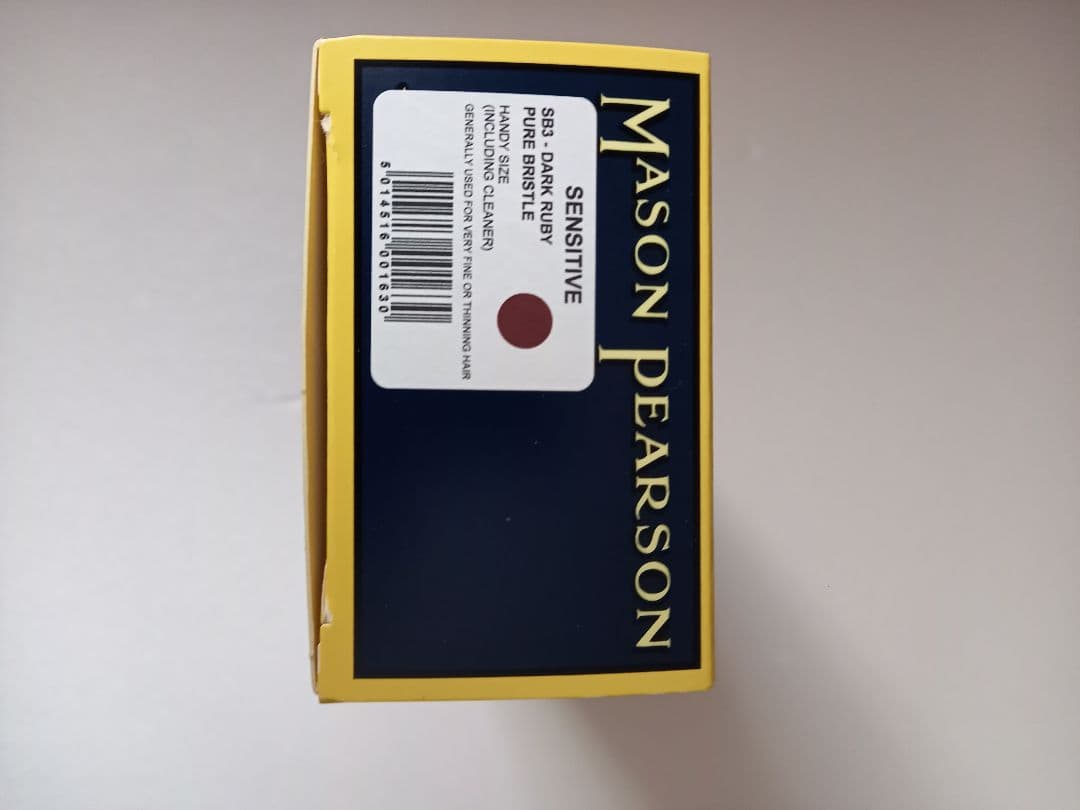 MASON PEARSON
SENSITIVE
SB3 - DARK RUBY
PURE BRISTLE
HANDY SIZE
(INCLUDING CLEANER)
GENERALLY USED FOR VERY FINE OR THINNING HAIR
5 014516 001630